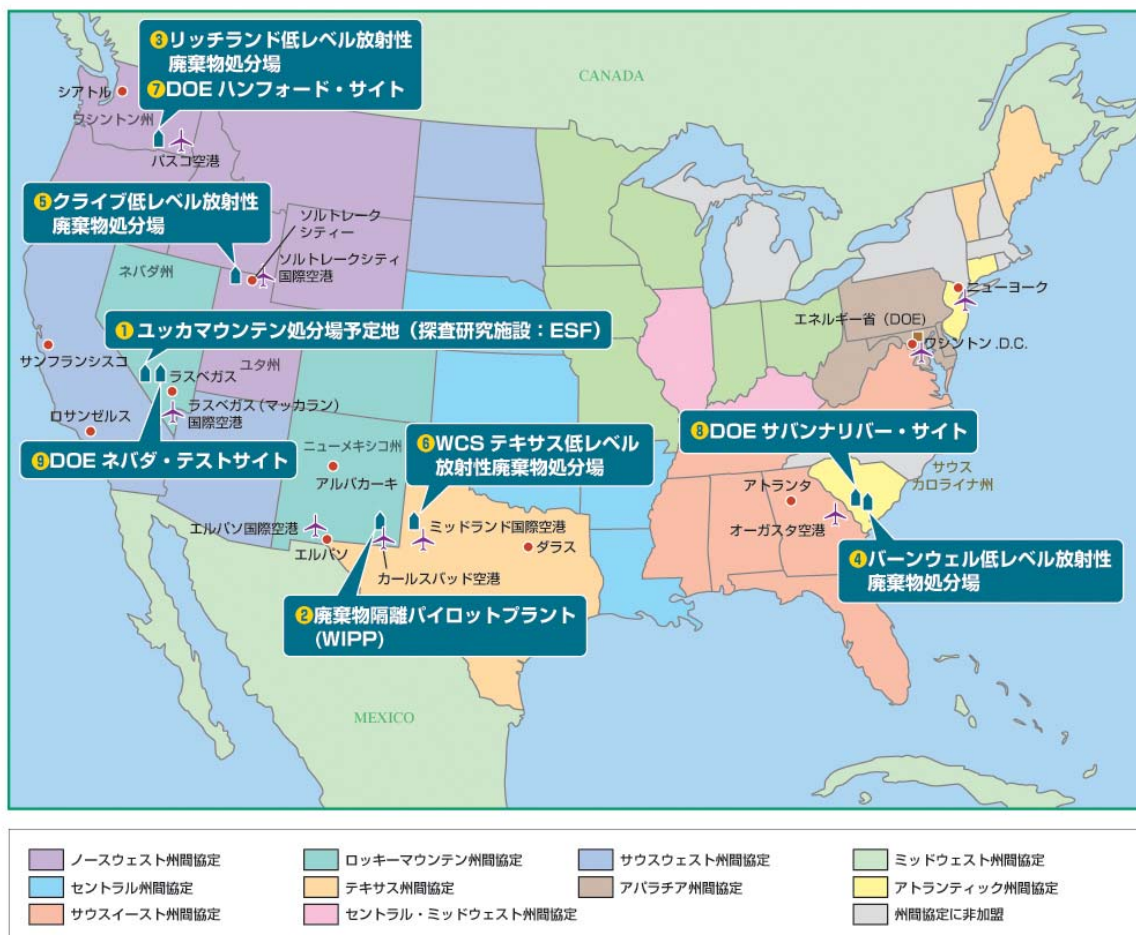 ③リッチランド低レベル放射性
廃棄物処分場
⑦DOE ハンフォード・サイト
CANADA
シアトル
ワシントン州
パスコ空港
⑤クライブ低レベル放射性
廃棄物処分場
ソルトレーク
シティー
ソルトレークシティ
国際空港
ネバダ州
ニューヨーク
エネルギー省（DOE）
ワシントン.D.C.
①ユッカマウンテン処分場予定地（探査研究施設：ESF）
サンフランシスコ
ユタ州
ラスベガス
ラスベガス（マッカラン）
国際空港
ロサンゼルス
⑨DOE ネバダ・テストサイト
ニューメキシコ州
アルバカーキ
⑥WCS テキサス低レベル
放射性廃棄物処分場
⑧DOE サバンナリバー・サイト
サウス
カロライナ州
アトランタ
オーガスタ空港
エルパソ国際空港
エルパソ
ミッドランド国際空港
ダラス
カールスバッド空港
④バーンウェル低レベル放射性
廃棄物処分場
②廃棄物隔離パイロットプラント
(WIPP)
MEXICO
ノースウェスト州間協定
ロッキーマウンテン州間協定
サウスウェスト州間協定
ミッドウェスト州間協定
セントラル州間協定
テキサス州間協定
アパラチア州間協定
アトランティック州間協定
サウスイースト州間協定
セントラル・ミッドウェスト州間協定
州間協定に非加盟